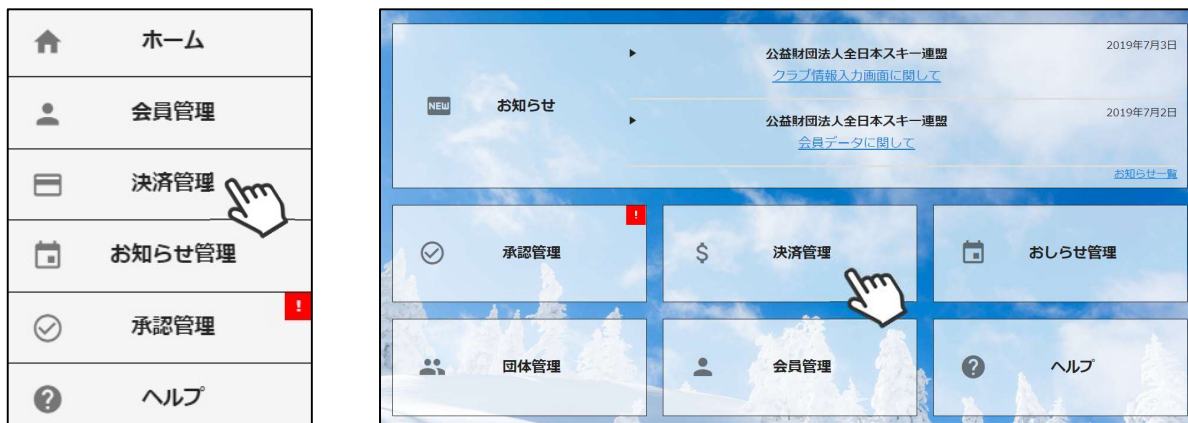 ホーム
会員管理
決済管理
お知らせ管理
!
承認管理
ヘルプ
NEW
お知らせ
公益財団法人全日本スキー連盟
2019年7月3日
クラブ情報入力画面に関して
公益財団法人全日本スキー連盟
2019年7月2日
会員データに関して
お知らせ一覧
!
承認管理
$
決済管理
おしらせ管理
団体管理
会員管理
?
ヘルプ